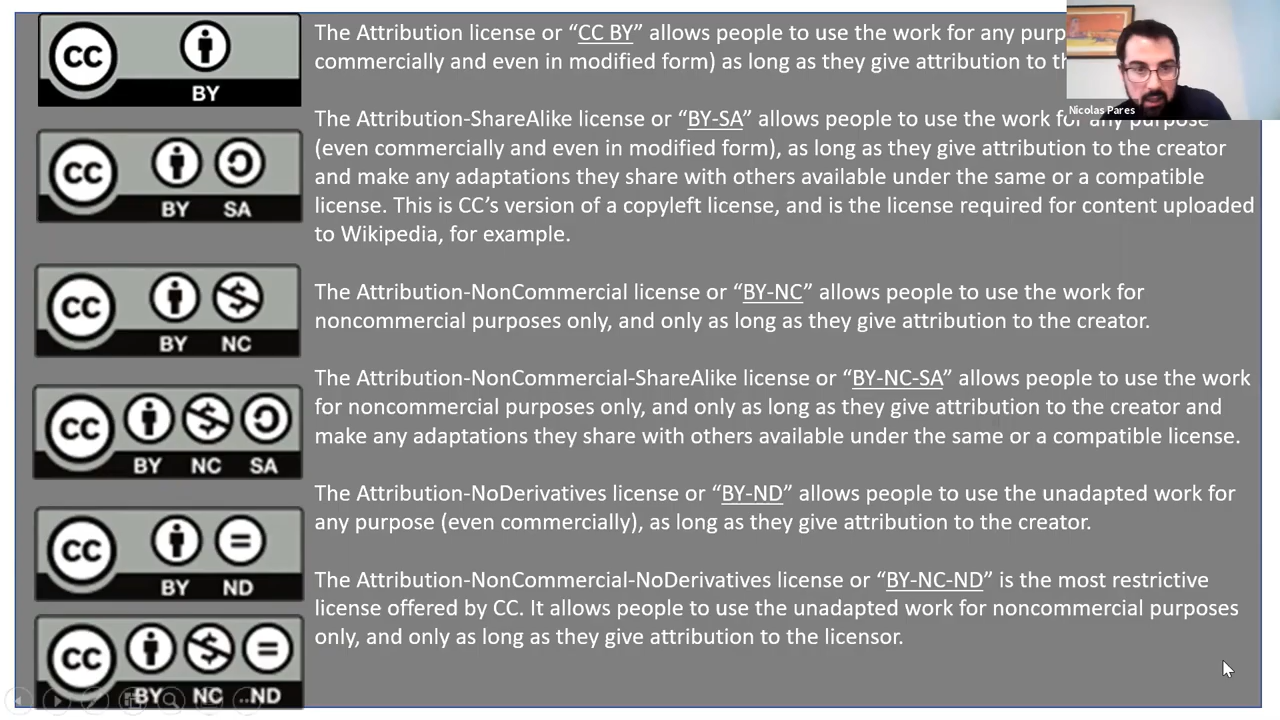 The Attribution license or “CC BY” allows people to use the work for any purp
commercially and even in modified form) as long as they give attribution to th
Nicolas Pares
The Attribution-ShareAlike license or “BY-SA” allows people to use the work for any purpose
(even commercially and even in modified form), as long as they give attribution to the creator
and make any adaptations they share with others available under the same or a compatible
license. This is CC’s version of a copyleft license, and is the license required for content uploaded
to Wikipedia, for example.
The Attribution-NonCommercial license or “BY-NC” allows people to use the work for
noncommercial purposes only, and only as long as they give attribution to the creator.
The Attribution-NonCommercial-ShareAlike license or “BY-NC-SA” allows people to use the work
for noncommercial purposes only, and only as long as they give attribution to the creator and
make any adaptations they share with others available under the same or a compatible license.
The Attribution-NoDerivatives license or “BY-ND” allows people to use the unadapted work for
any purpose (even commercially), as long as they give attribution to the creator.
The Attribution-NonCommercial-NoDerivatives license or “BY-NC-ND” is the most restrictive
license offered by CC. It allows people to use the unadapted work for noncommercial purposes
only, and only as long as they give attribution to the licensor.
CC
BY
CC
BY SA
CC $
BY NC
CC $
BY NC SA
CC =
BY ND
CC $ =
BY NC ND